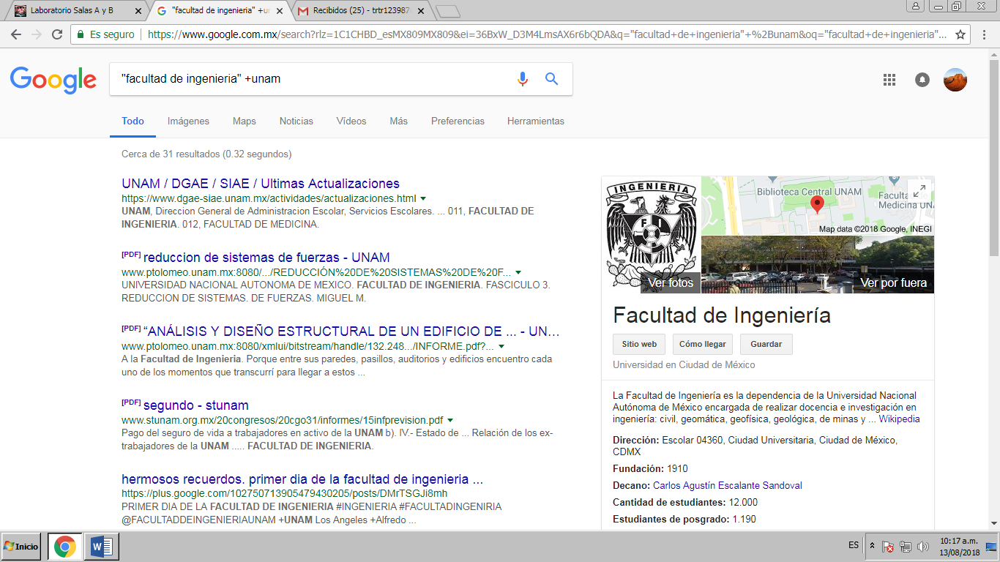 Laboratorio Salas A y B
"facultad de ingenieria" +un
Recibidos (25) - trtr123987
Es seguro
https://www.google.com.mx/search?rlz=1C1CHBD_esMX809MX809&ei=36BxW_D3M4LmsAX6r6bQDA&q="facultad+de+ingenieria"+%2Bunam&oq="facultad+de+ingenieria"...
Google
"facultad de ingenieria" +unam
Todo Imágenes Maps Noticias Vídeos Más Preferencias Herramientas
Cerca de 31 resultados (0.32 segundos)
UNAM / DGAE / SIAE / Ultimas Actualizaciones
https://www.dgae-siae.unam.mx/actividades/actualizaciones.html
UNAM, Direccion General de Administracion Escolar, Servicios Escolares. ... 011, FACULTAD DE
INGENIERIA. 012, FACULTAD DE MEDICINA.
[PDF] reduccion de sistemas de fuerzas - UNAM
www.ptolomeo.unam.mx:8080/.../REDUCCIÓN%20DE%20SISTEMAS%20DE%20F...
UNIVERSIDAD NACIONAL AUTONOMA DE MEXICO. FACULTAD DE INGENIERIA. FASCICULO 3.
REDUCCION DE SISTEMAS. DE FUERZAS. MIGUEL M.
[PDF] “ANÁLISIS Y DISEÑO ESTRUCTURAL DE UN EDIFICIO DE ... - UN...
www.ptolomeo.unam.mx:8080/xmlui/bitstream/handle/132.248.../INFORME.pdf?...
A la Facultad de Ingenieria. Porque entre sus paredes, pasillos, auditorios y edificios encuentro cada
uno de los momentos que transcurrí para llegar a estos ...
[PDF] segundo - stunam
www.stunam.org.mx/20congresos/20cgo31/informes/15infprevision.pdf
Pago del seguro de vida a trabajadores en activo de la UNAM b). IV.- Estado de ... Relación de los ex-
trabajadores de la UNAM ..... FACULTAD DE INGENIERIA.
hermosos recuerdos. primer dia de la facultad de ingenieria ...
https://plus.google.com/102750713905479430205/posts/DMrTSGJi8mh
PRIMER DIA DE LA FACULTAD DE INGENIERIA #INGENIERIA #FACULTADINGENIRIA
@FACULTADDEINGENIERIAUNAM +UNAM Los Angeles +Alfredo ...
INGENIERIA
F I
Ver fotos
Biblioteca Central UNAM
Faculta
Medicina UNA
Map data ©2018 Google, INEGI
Ver por fuera
Facultad de Ingeniería
Sitio web Cómo llegar Guardar
Universidad en Ciudad de México
La Facultad de Ingeniería es la dependencia de la Universidad Nacional
Autónoma de México encargada de realizar docencia e investigación en
ingeniería: civil, geomática, geofísica, geológica, de minas y ... Wikipedia
Dirección: Escolar 04360, Ciudad Universitaria, Ciudad de México,
CDMX
Fundación: 1910
Decano: Carlos Agustín Escalante Sandoval
Cantidad de estudiantes: 12.000
Estudiantes de posgrado: 1.190
Inicio
ES
10:17 a.m.
13/08/2018